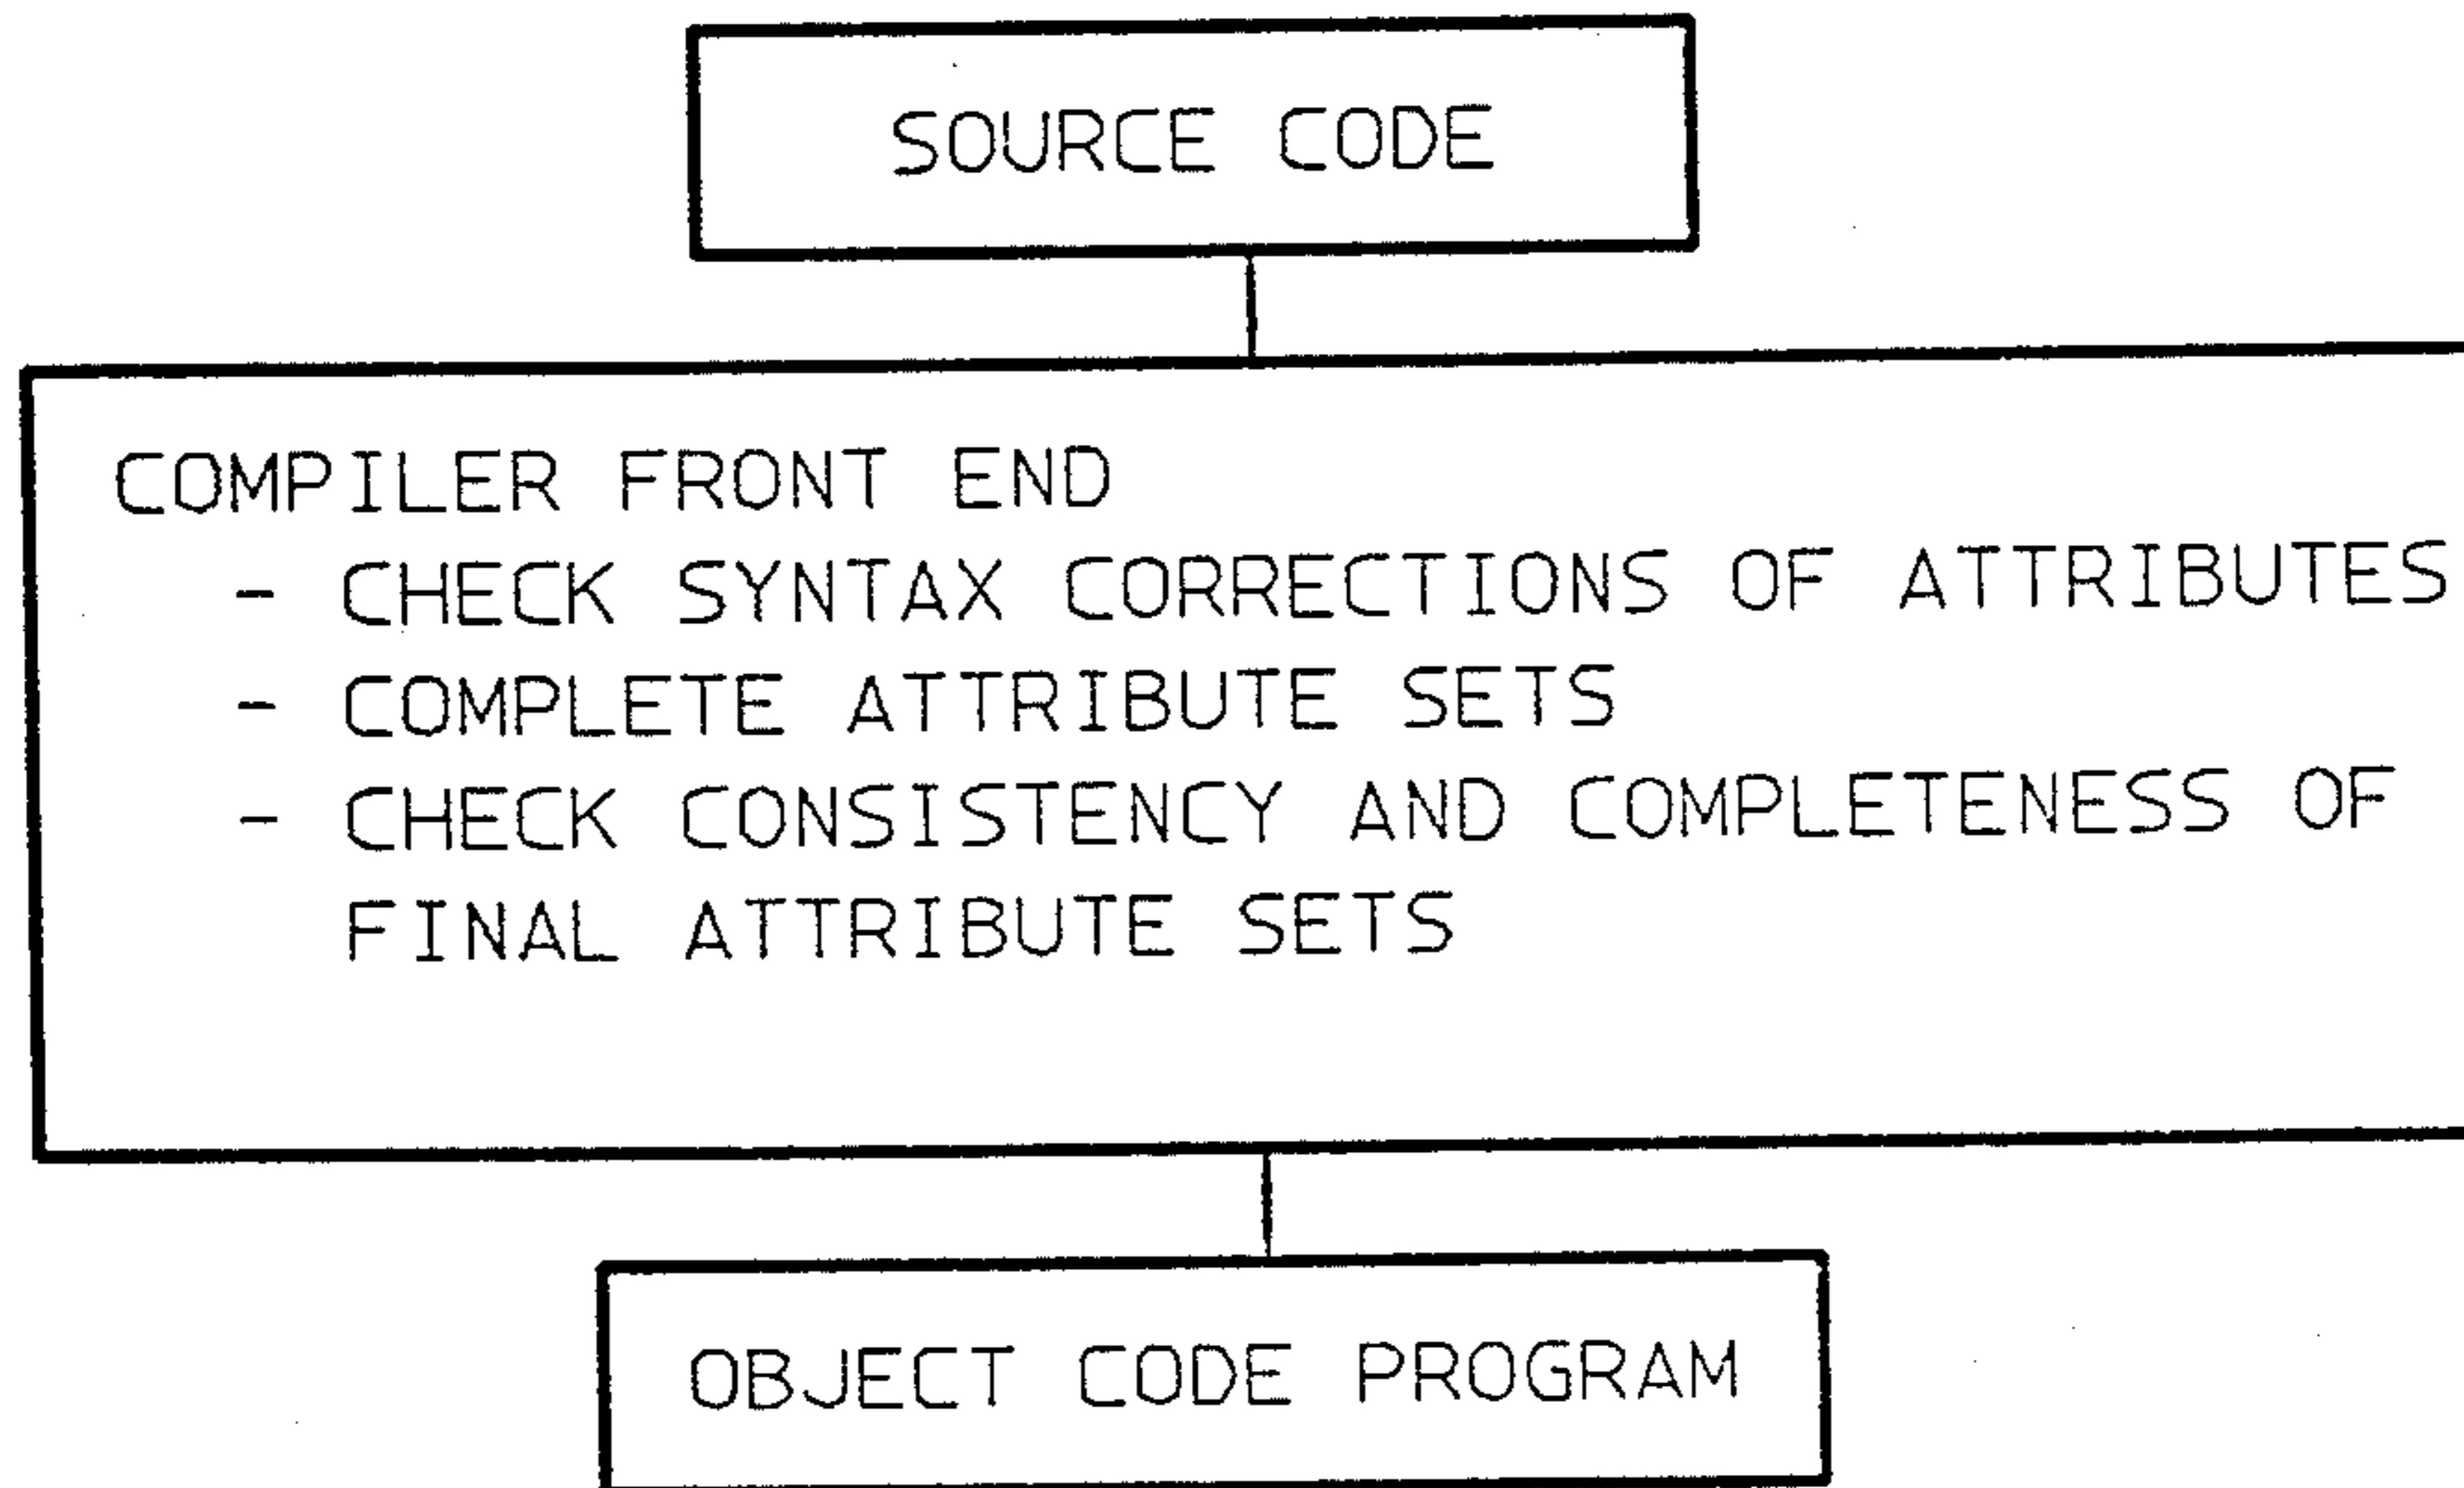 SOURCE CODE
COMPILER FRONT END
- CHECK SYNTAX CORRECTIONS OF ATTRIBUTES
- COMPLETE ATTRIBUTE SETS
- CHECK CONSISTENCY AND COMPLETENESS OF
FINAL ATTRIBUTE SETS
OBJECT CODE PROGRAM